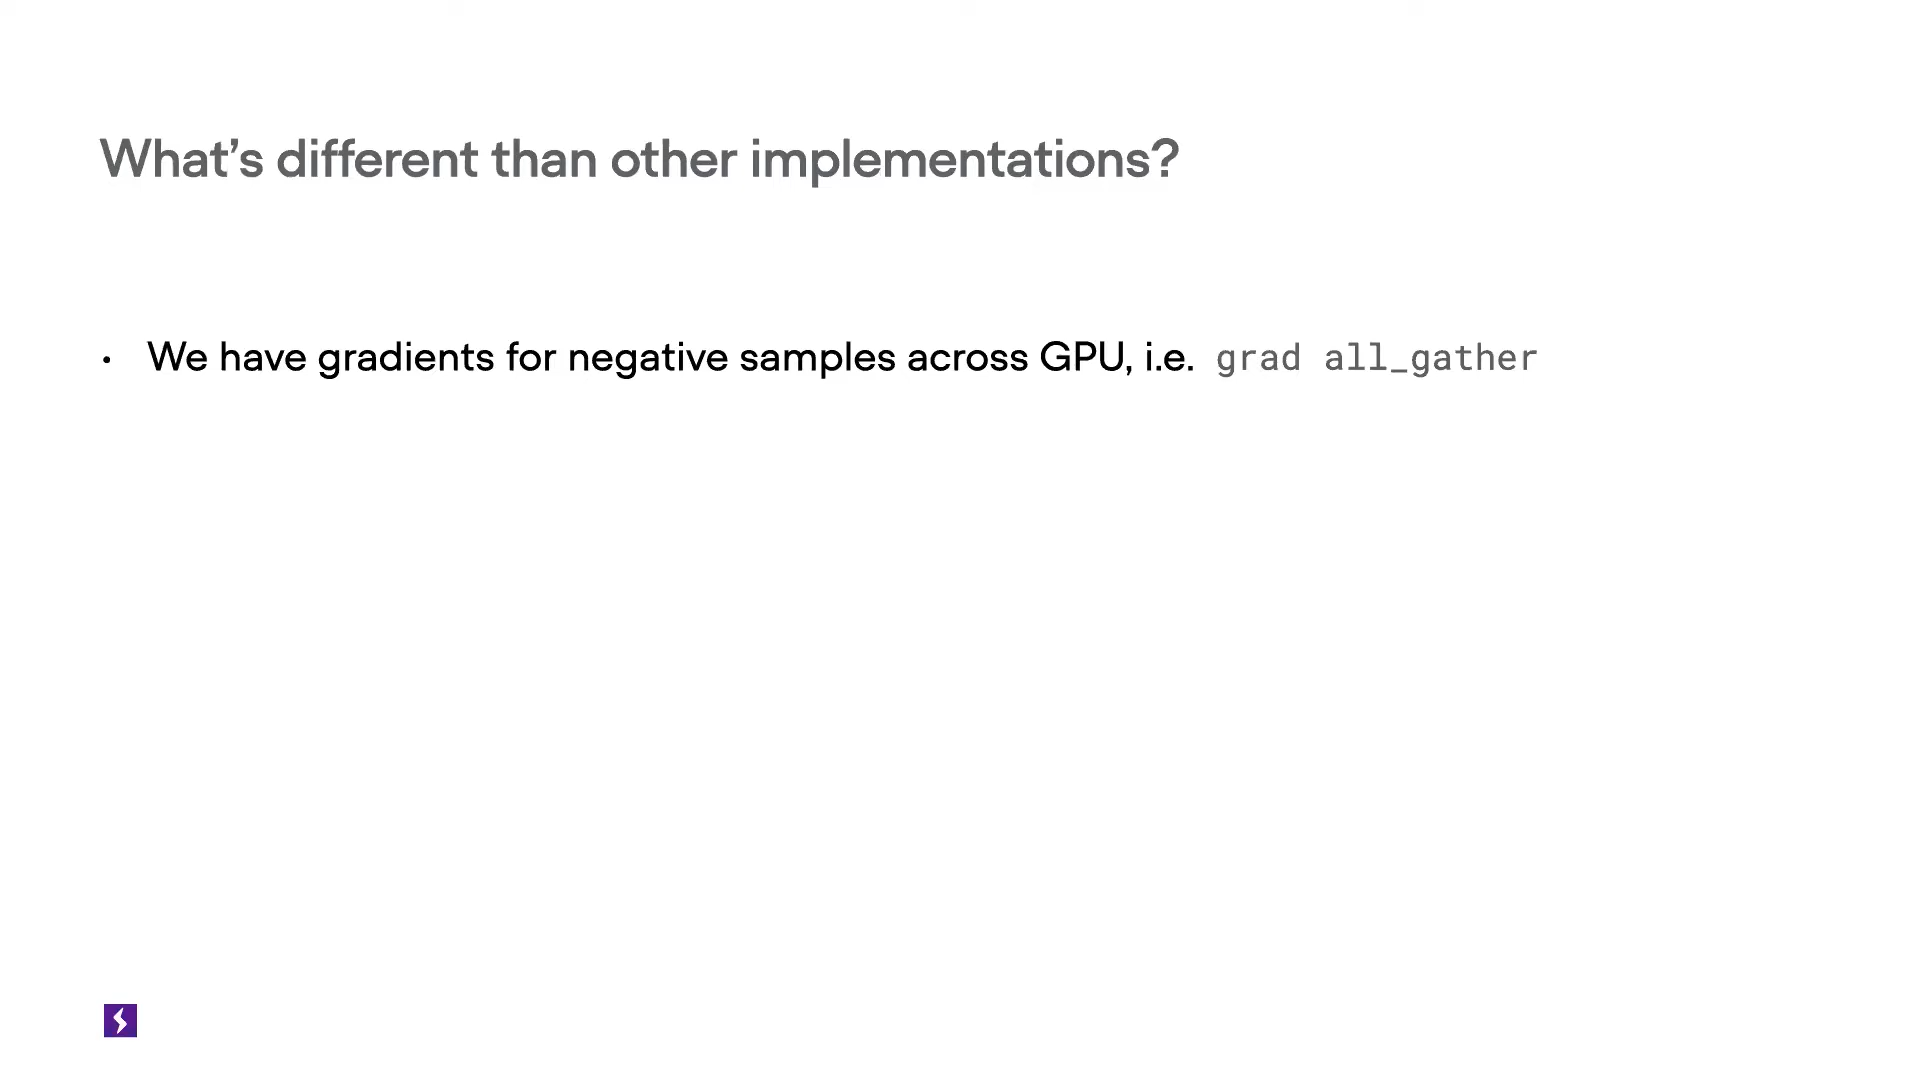 What’s different than other implementations?
• We have gradients for negative samples across GPU, i.e. grad all_gather